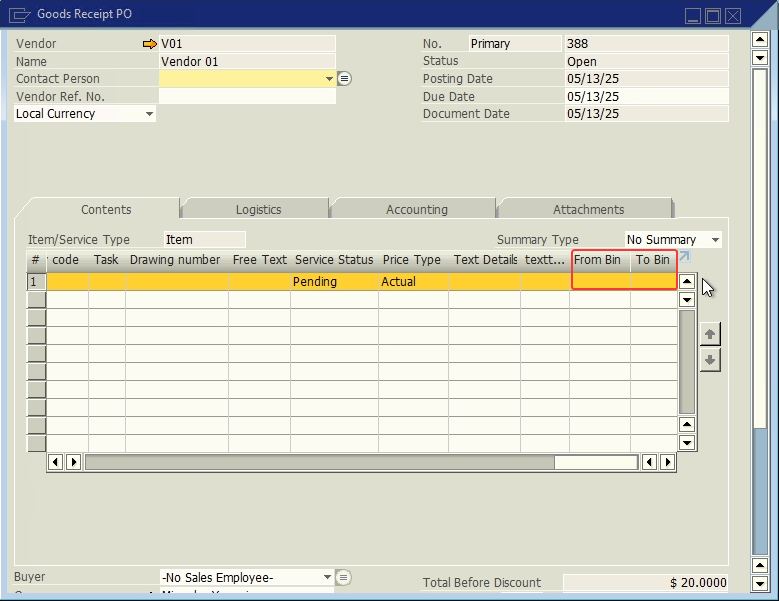 Goods Receipt PO
Vendor V01 No. Primary 388
Name Vendor 01 Status Open
Contact Person Posting Date 05/13/25
Vendor Ref. No. Due Date 05/13/25
Local Currency Document Date 05/13/25
Contents Logistics Accounting Attachments
Item/Service Type Item Summary Type No Summary
# code Task Drawing number Free Text Service Status Price Type Text Details textt... From Bin To Bin
1 Pending Actual
Buyer -No Sales Employee-
Total Before Discount $ 20.0000